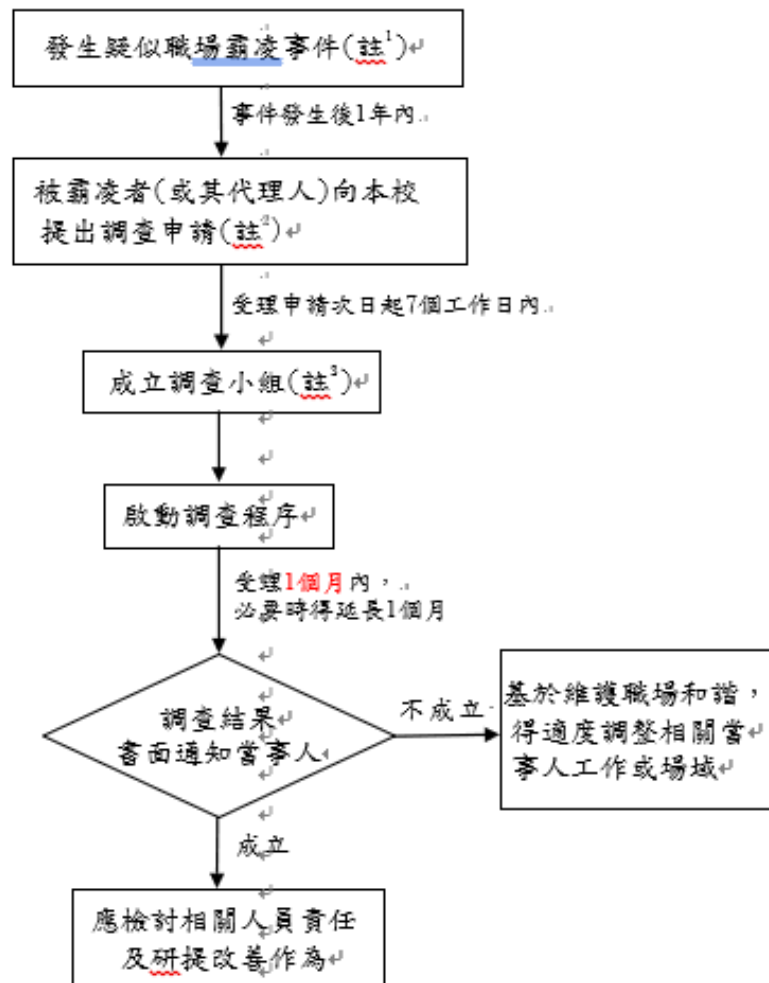 發生疑似職場霸凌事件(註1)
事件發生後1年內
被霸凌者(或其代理人)向本校
提出調查申請(註2)
受理申請次日起7個工作日內
成立調查小組(註3)
啟動調查程序
受理1個月內，
必要時得延長1個月
調查結果
書面通知當事人
不成立
基於維護職場和諧，
得適度調整相關當
事人工作或場域
成立
應檢討相關人員責任
及研提改善作為